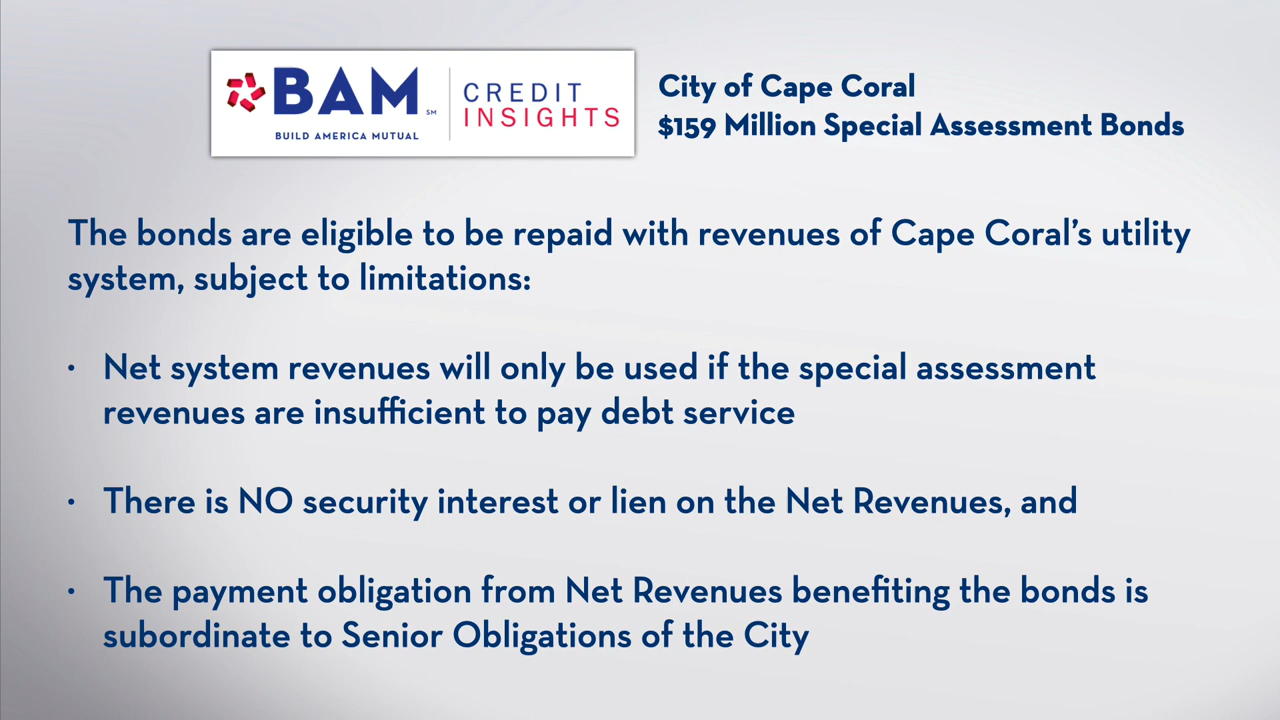 BAM SM
BUILD AMERICA MUTUAL
CREDIT
INSIGHTS
City of Cape Coral
$159 Million Special Assessment Bonds
The bonds are eligible to be repaid with revenues of Cape Coral’s utility
system, subject to limitations:
· Net system revenues will only be used if the special assessment
revenues are insufficient to pay debt service
· There is NO security interest or lien on the Net Revenues, and
· The payment obligation from Net Revenues benefiting the bonds is
subordinate to Senior Obligations of the City